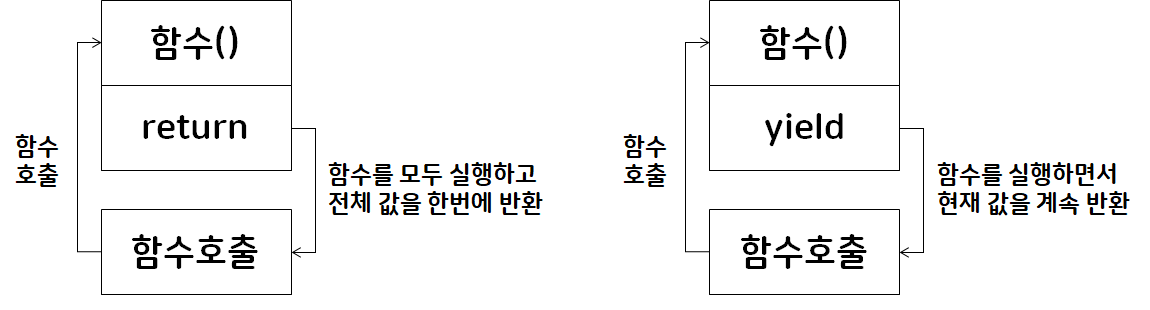 함수()
return
함수
호출
함수를 모두 실행하고
전체 값을 한번에 반환
함수호출
함수()
yield
함수
호출
함수를 실행하면서
현재 값을 계속 반환
함수호출